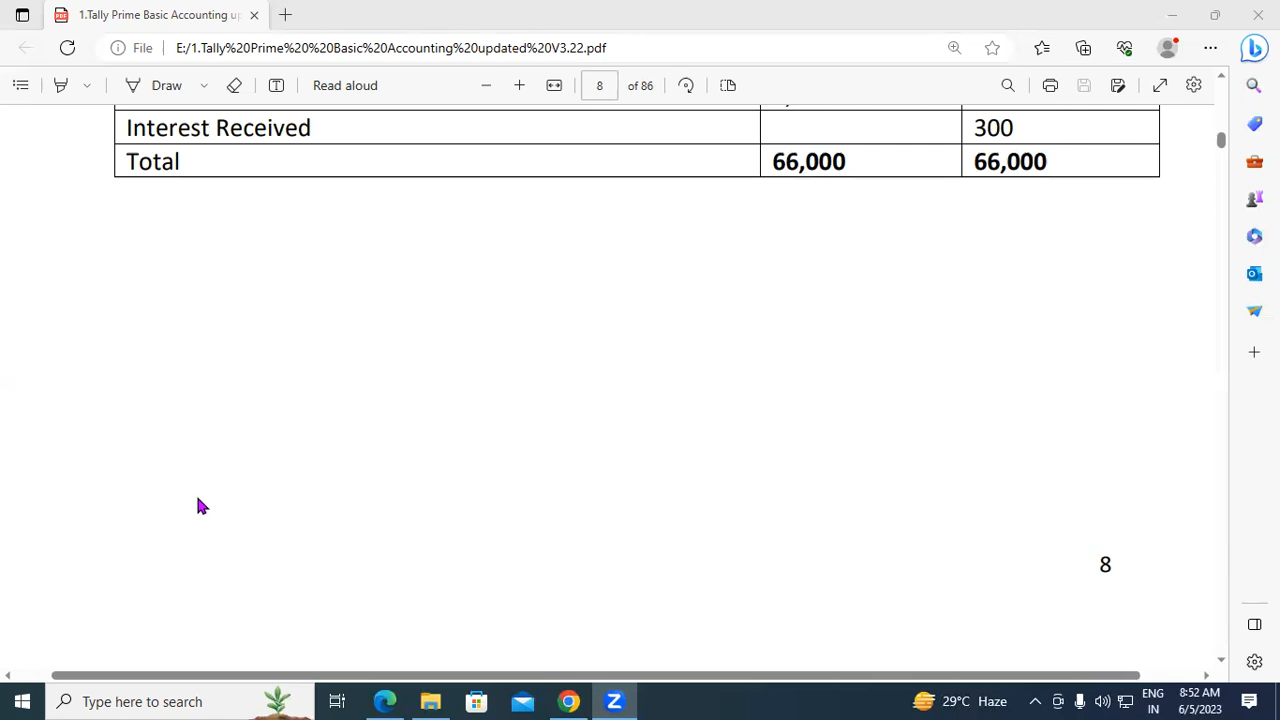 1.Tally Prime Basic Accounting up
File
E:/1.Tally%20Prime%20%20Basic%20Accounting%20updated%20V3.22.pdf
Draw
Read aloud
8
of 86
Interest Received 300
Total 66,000 66,000
8
Type here to search
29°C Haze
ENG
IN
8:52 AM
6/5/2023